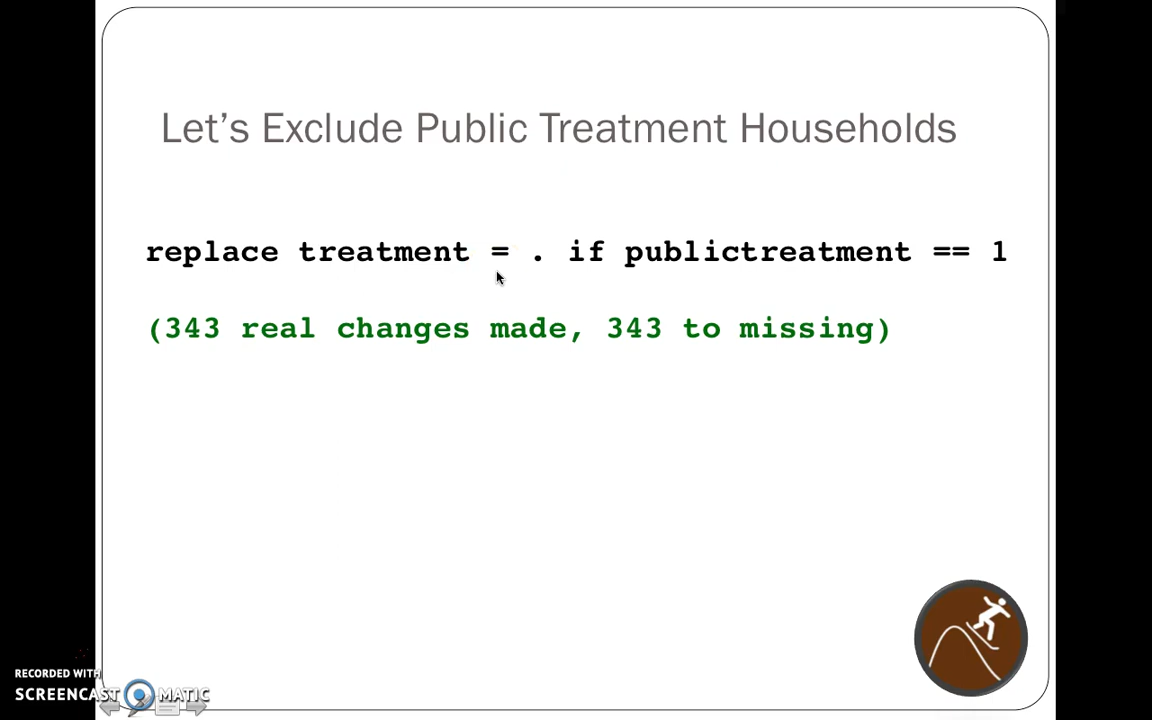 Let's Exclude Public Treatment Households
replace treatment = . if publictreatment == 1
(343 real changes made, 343 to missing)
RECORDED WITH
SCREENCAST MATIC